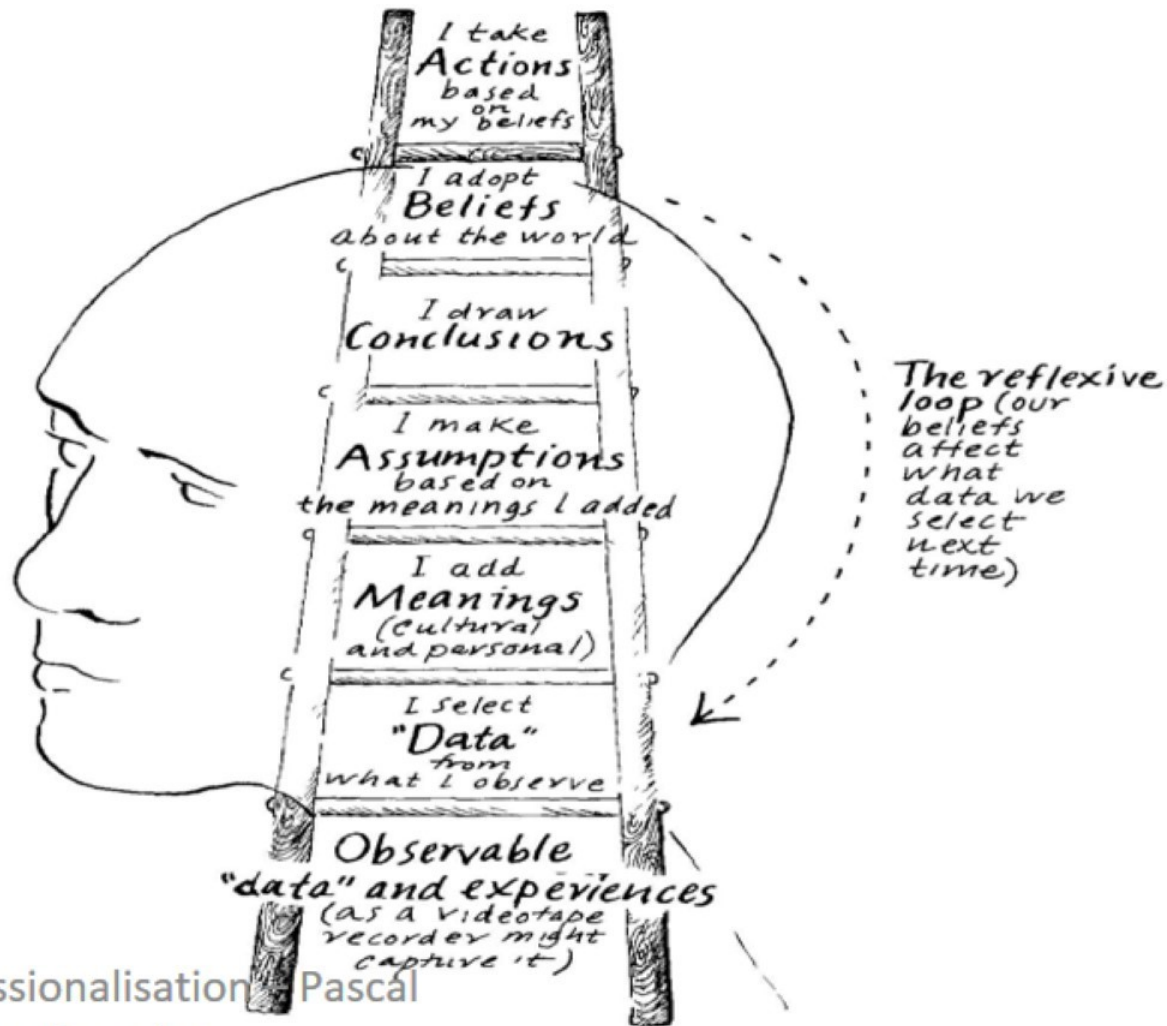 I take
Actions
based
on
my beliefs
I adopt
Beliefs
about the world
I draw
Conclusions
I make
Assumptions
based on
the meanings I added
I add
Meanings
(cultural
and personal)
I select
"Data"
from
what I observe
Observable
"data" and experiences
(as a videotape
recorder might
capture it)
The reflexive
loop (our
beliefs
affect
what
data we
select
next
time)
Pascal